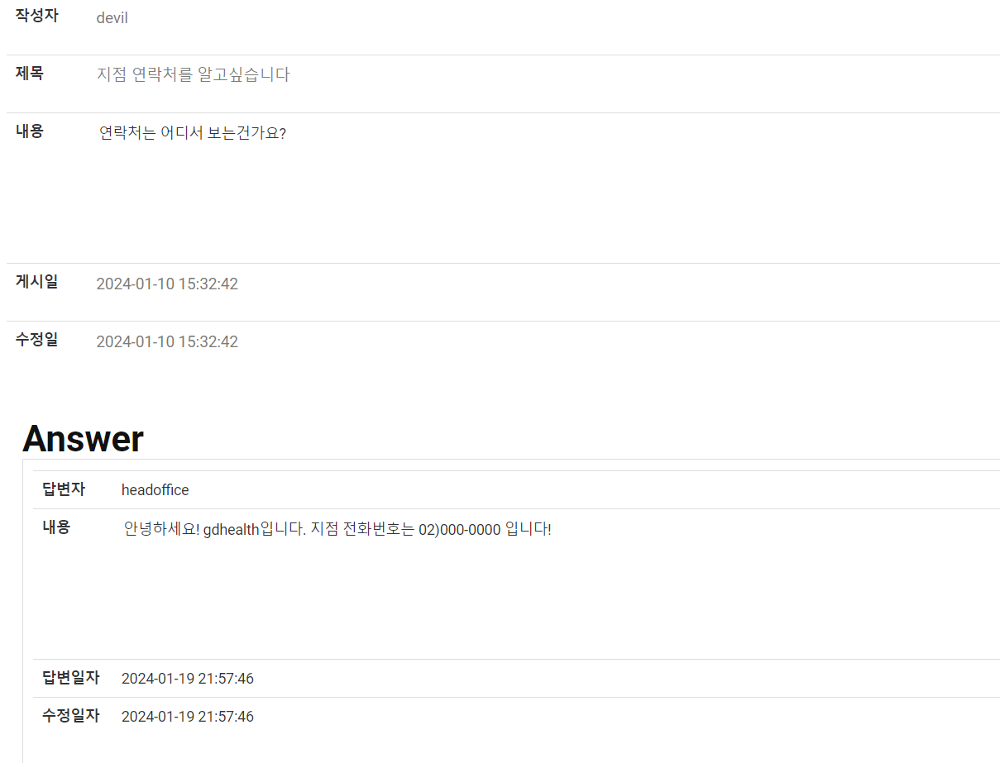 작성자 devil
제목 지점 연락처를 알고싶습니다
내용 연락처는 어디서 보는건가요?
게시일 2024-01-10 15:32:42
수정일 2024-01-10 15:32:42
Answer
답변자 headoffice
내용 안녕하세요! gdhealth입니다. 지점 전화번호는 02)000-0000 입니다!
답변일자 2024-01-19 21:57:46
수정일자 2024-01-19 21:57:46